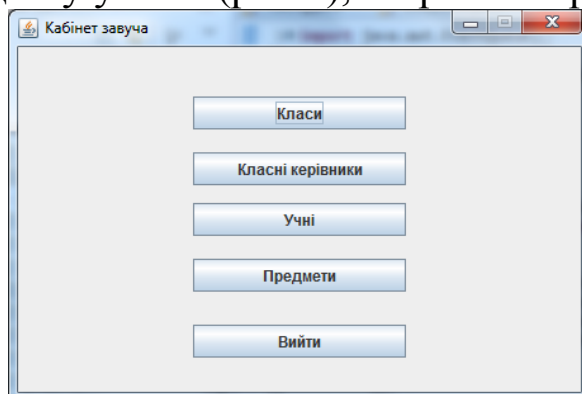 Кабінет завуча
Класи
Класні керівники
Учні
Предмети
Вийти